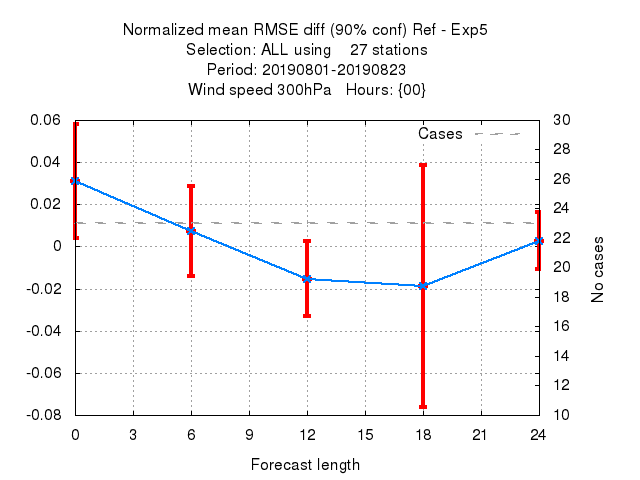 Normalized mean RMSE diff (90% conf) Ref - Exp5
Selection: ALL using    27 stations
Period: 20190801-20190823
Wind speed 300hPa   Hours: {00}
Cases
0.06
0.04
0.02
0
-0.02
-0.04
-0.06
-0.08
30
28
26
24
23
22
20
18
16
14
12
10
No cases
0 3 6 9 12 15 18 21 24
Forecast length